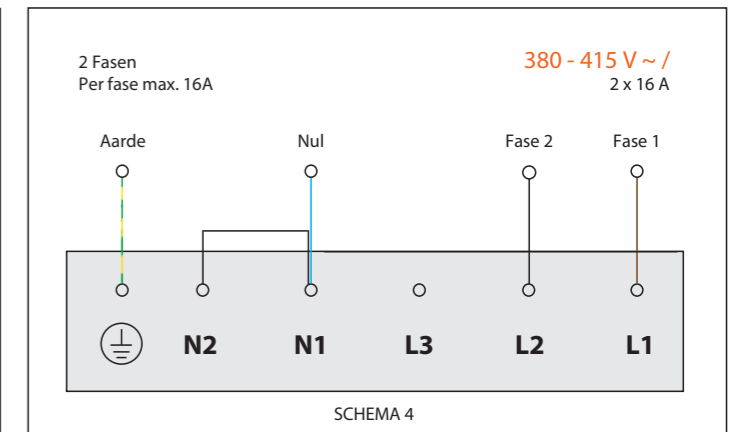 2 Fasen
380 - 415 V ~ /
Per fase max. 16A
2 x 16 A
Aarde
Nul
Fase 2
Fase 1
N2
N1
L3
L2
L1
SCHEMA 4